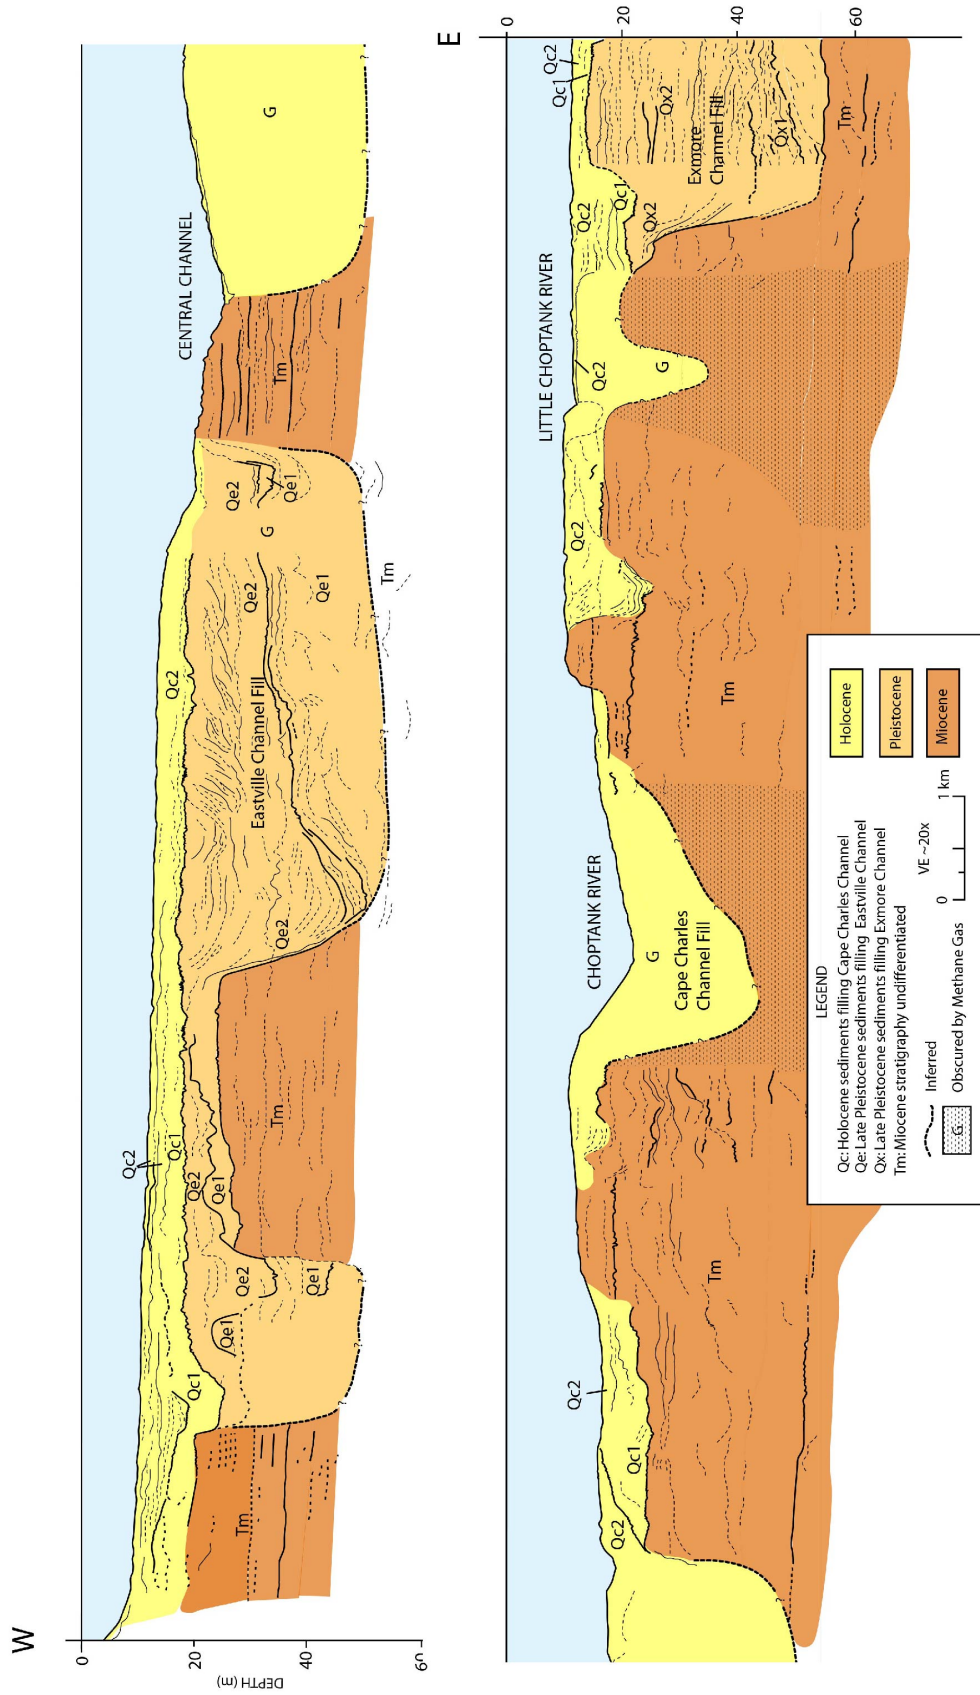 W
0
20
40
60
DEPTH (m)
Qc2
Qc1
Qc2
CENTRAL CHANNEL
Tm
Qe1
Qe2
Qe1
Qe2
Qe1
Tm
Qe2
Eastville Channel Fill
Qe2
Qe1
G
Qe2
Qe1
Tm
Tm
G
E
0
20
40
60
CHOPTANK RIVER
LITTLE CHOPTANK RIVER
Qc2
Qc2
Qc1
Tm
G
Cape Charles
Channel Fill
Tm
Qc2
Qc2
G
Qc2
Qc1
Qx2
Qc1
Qc2
Qx2
Exmore
Channel Fill
Qx1
Tm
LEGEND
Qc: Holocene sediments filling Cape Charles Channel
Qe: Late Pleistocene sediments filling Eastville Channel
Qx: Late Pleistocene sediments filling Exmore Channel
Tm: Miocene stratigraphy undifferentiated
Inferred
G
Obscured by Methane Gas
VE ~20x
0
1 km
Holocene
Pleistocene
Miocene